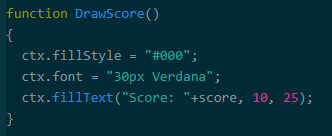 function DrawScore()
{
  ctx.fillStyle = "#000";
  ctx.font = "30px Verdana";
  ctx.fillText("Score: "+score, 10, 25);
}